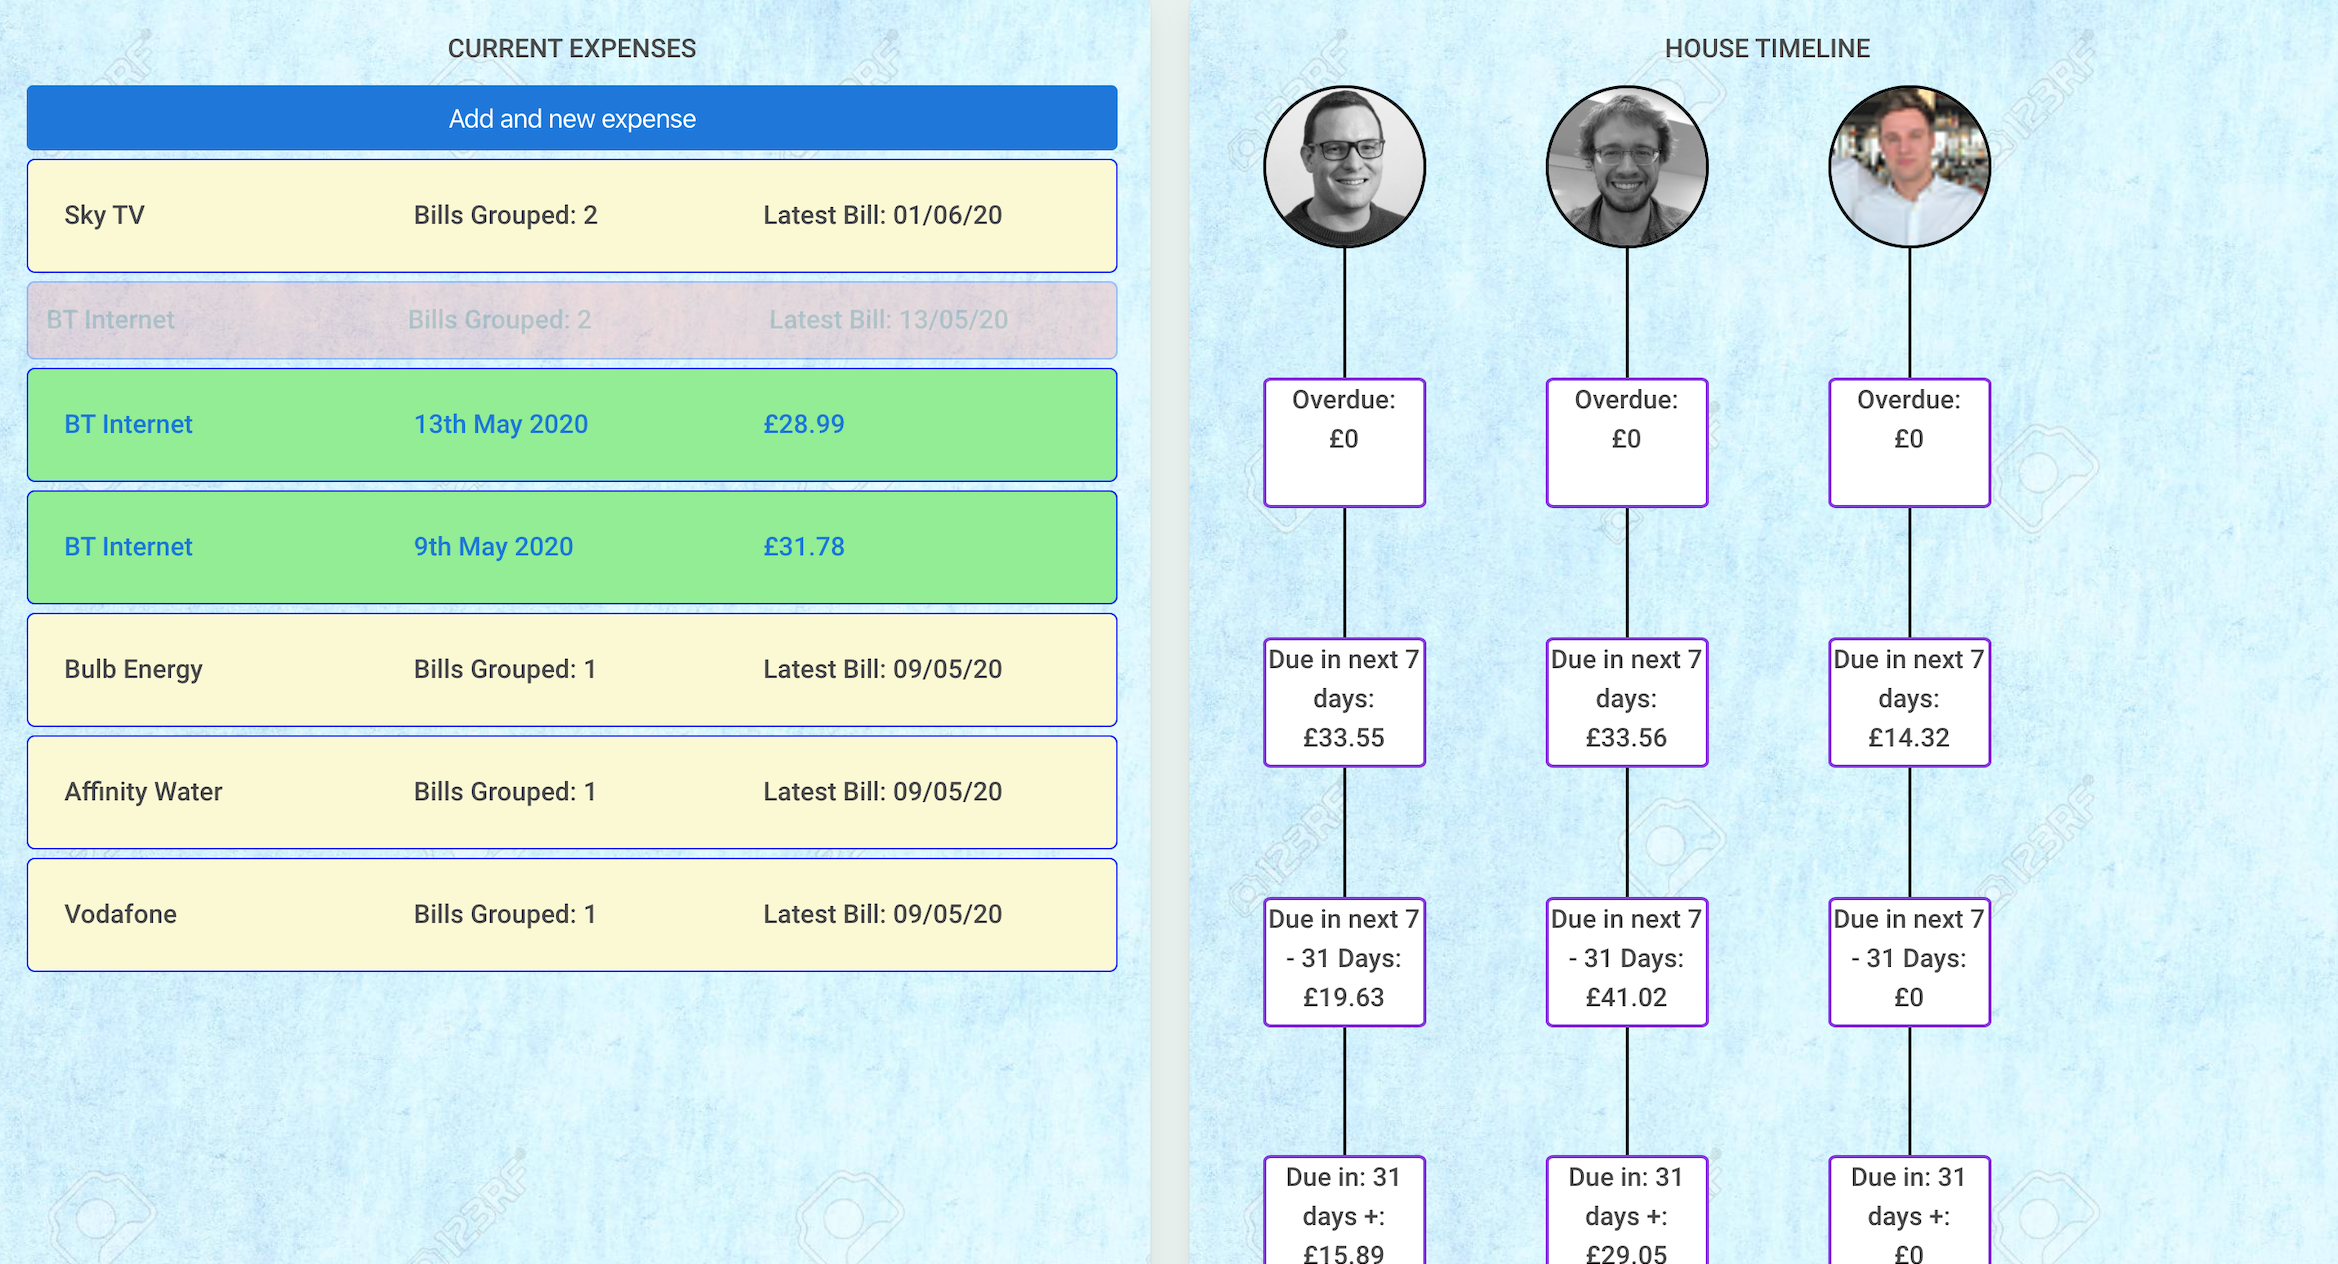 CURRENT EXPENSES
Add and new expense
Sky TV Bills Grouped: 2 Latest Bill: 01/06/20
BT Internet Bills Grouped: 2 Latest Bill: 13/05/20
BT Internet 13th May 2020 £28.99
BT Internet 9th May 2020 £31.78
Bulb Energy Bills Grouped: 1 Latest Bill: 09/05/20
Affinity Water Bills Grouped: 1 Latest Bill: 09/05/20
Vodafone Bills Grouped: 1 Latest Bill: 09/05/20
HOUSE TIMELINE
Overdue:
£0
Overdue:
£0
Overdue:
£0
Due in next 7
days:
£33.55
Due in next 7
days:
£33.56
Due in next 7
days:
£14.32
Due in next 7
- 31 Days:
£19.63
Due in next 7
- 31 Days:
£41.02
Due in next 7
- 31 Days:
£0
Due in: 31
days +:
£15.89
Due in: 31
days +:
£29.05
Due in: 31
days +:
£0
123RF
123RF
123RF
123RF
123RF